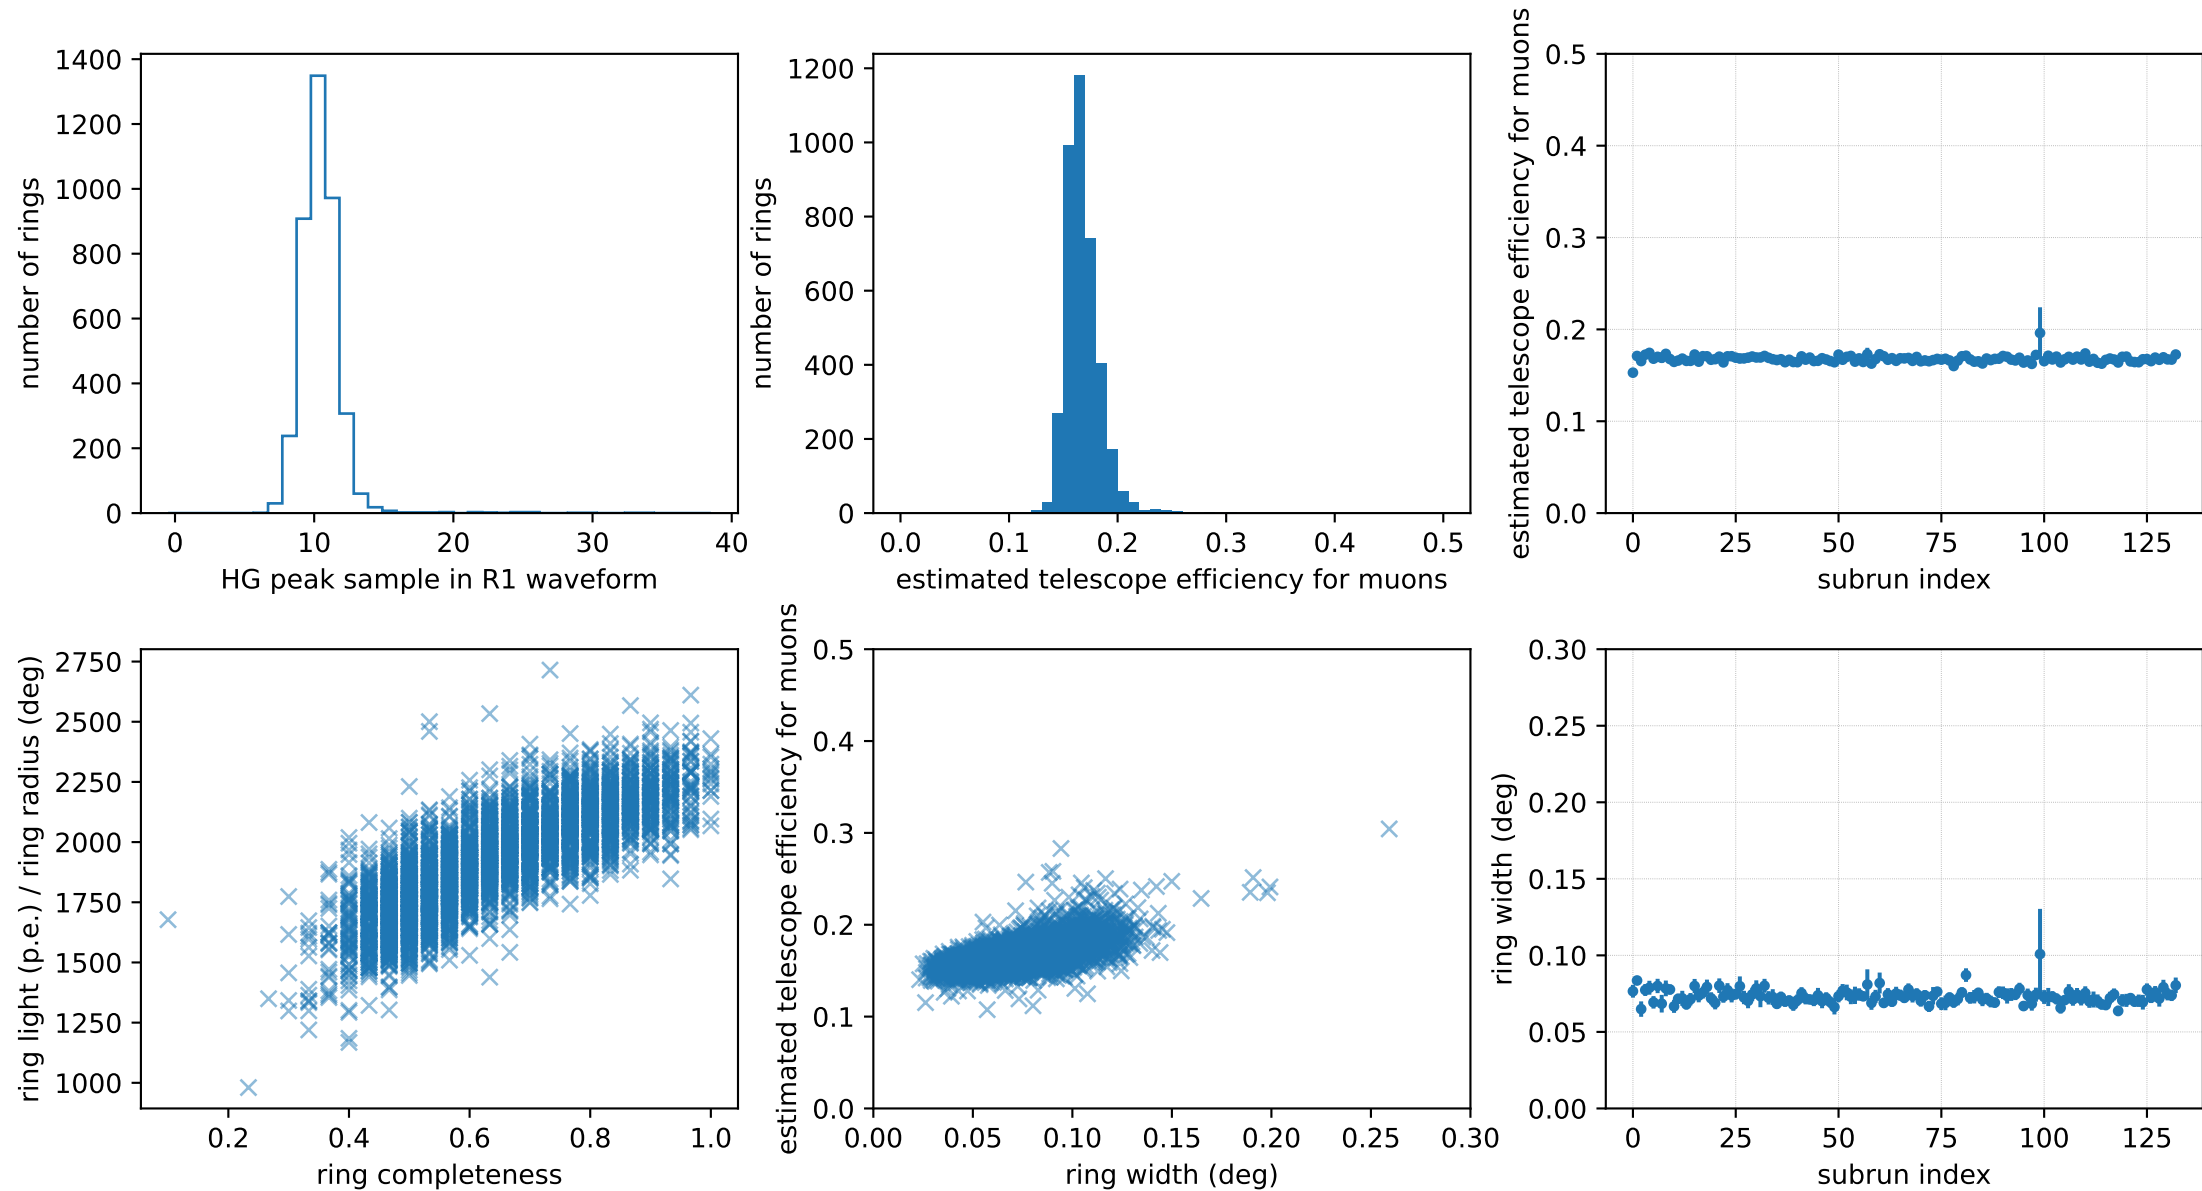 1400
1200
1000
800
600
400
200
0
number of rings
0 10 20 30 40
HG peak sample in R1 waveform
1200
1000
800
600
400
200
0
number of rings
0.0 0.1 0.2 0.3 0.4 0.5
estimated telescope efficiency for muons
0.5
0.4
0.3
0.2
0.1
0.0
estimated telescope efficiency for muons
0 25 50 75 100 125
subrun index
2750
2500
2250
2000
1750
1500
1250
1000
ring light (p.e.) / ring radius (deg)
0.2 0.4 0.6 0.8 1.0
ring completeness
0.5
0.4
0.3
0.2
0.1
0.0
estimated telescope efficiency for muons
0.00 0.05 0.10 0.15 0.20 0.25 0.30
ring width (deg)
0.30
0.25
0.20
0.15
0.10
0.05
0.00
ring width (deg)
0 25 50 75 100 125
subrun index